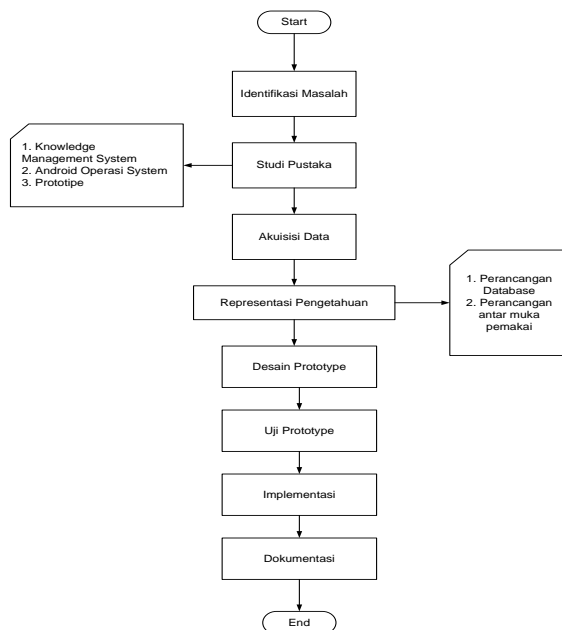 Start
Identifikasi Masalah
1. Knowledge
Management System
2. Android Operasi System
3. Prototipe
Studi Pustaka
Akuisisi Data
Representasi Pengetahuan
1. Perancangan
Database
2. Perancangan
antar muka
pemakai
Desain Prototype
Uji Prototype
Implementasi
Dokumentasi
End